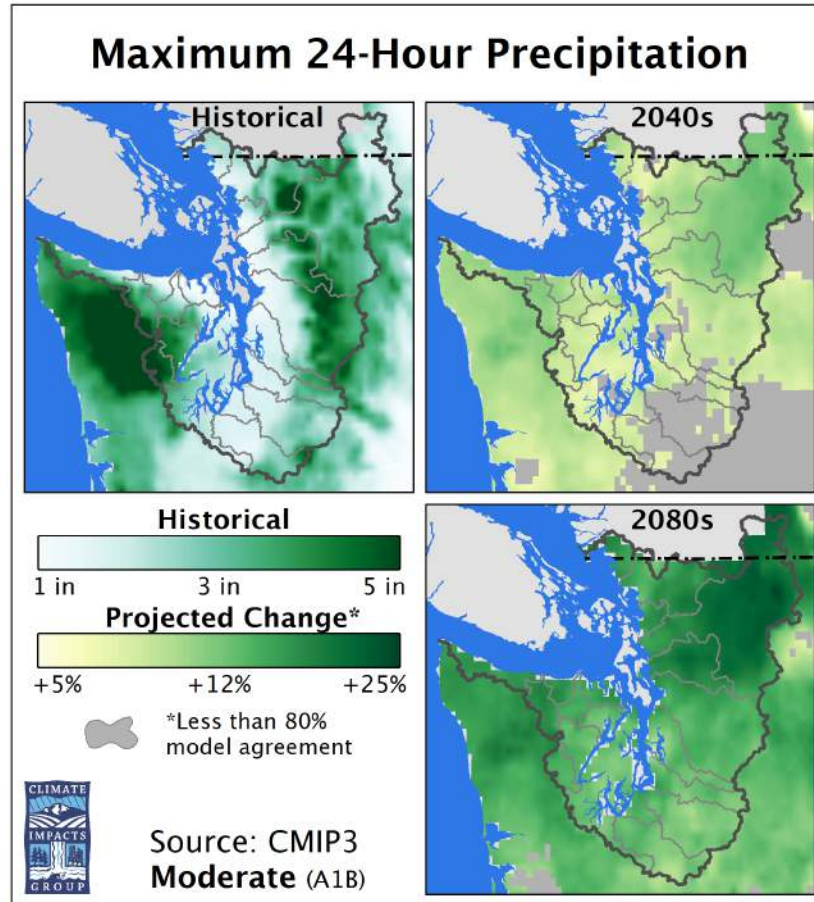 Maximum 24-Hour Precipitation
Historical
2040s
Historical
1 in 3 in 5 in
Projected Change*
+5% +12% +25%
*Less than 80%
model agreement
2080s
CLIMATE
IMPACTS
GROUP
Source: CMIP3
Moderate (A1B)